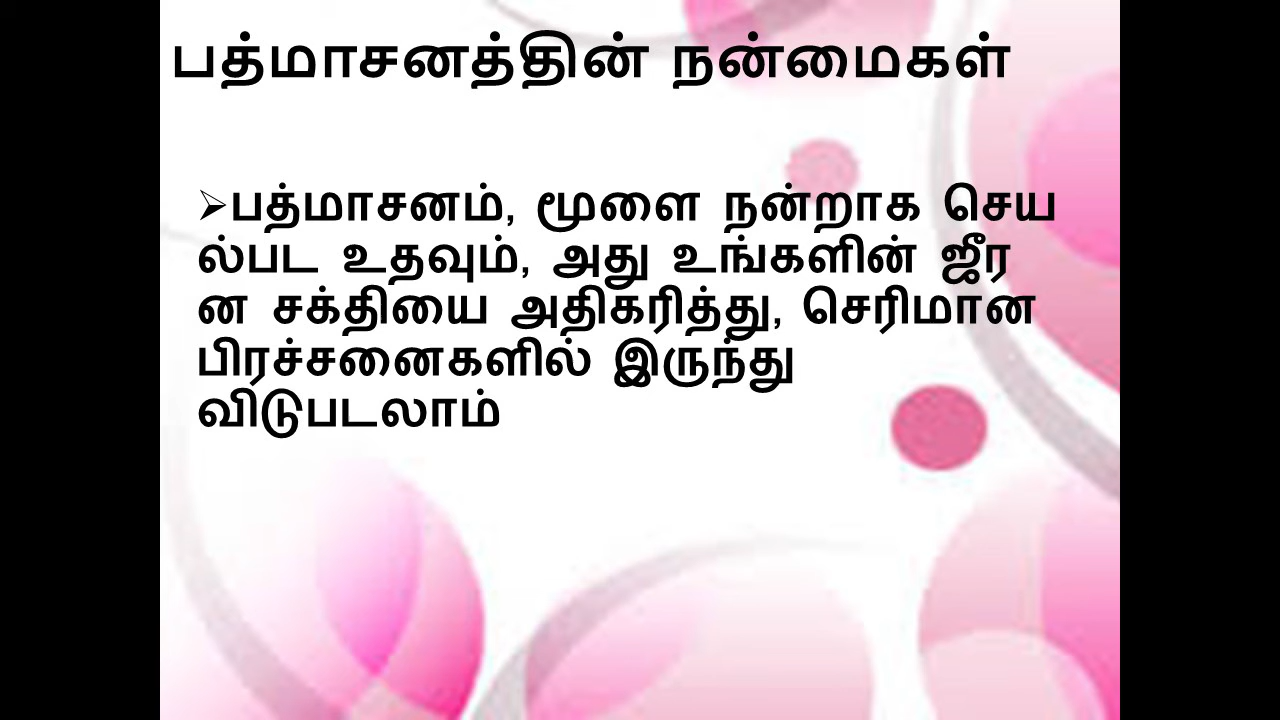 பத்மாசனத்தின் நன்மைகள்
➢பத்மாசனம், மூளை நன்றாக செய
ல்பட உதவும், அது உங்களின் ஜீர
ன சக்தியை அதிகரித்து, செரிமான
பிரச்சனைகளில் இருந்து
விடுபடலாம்